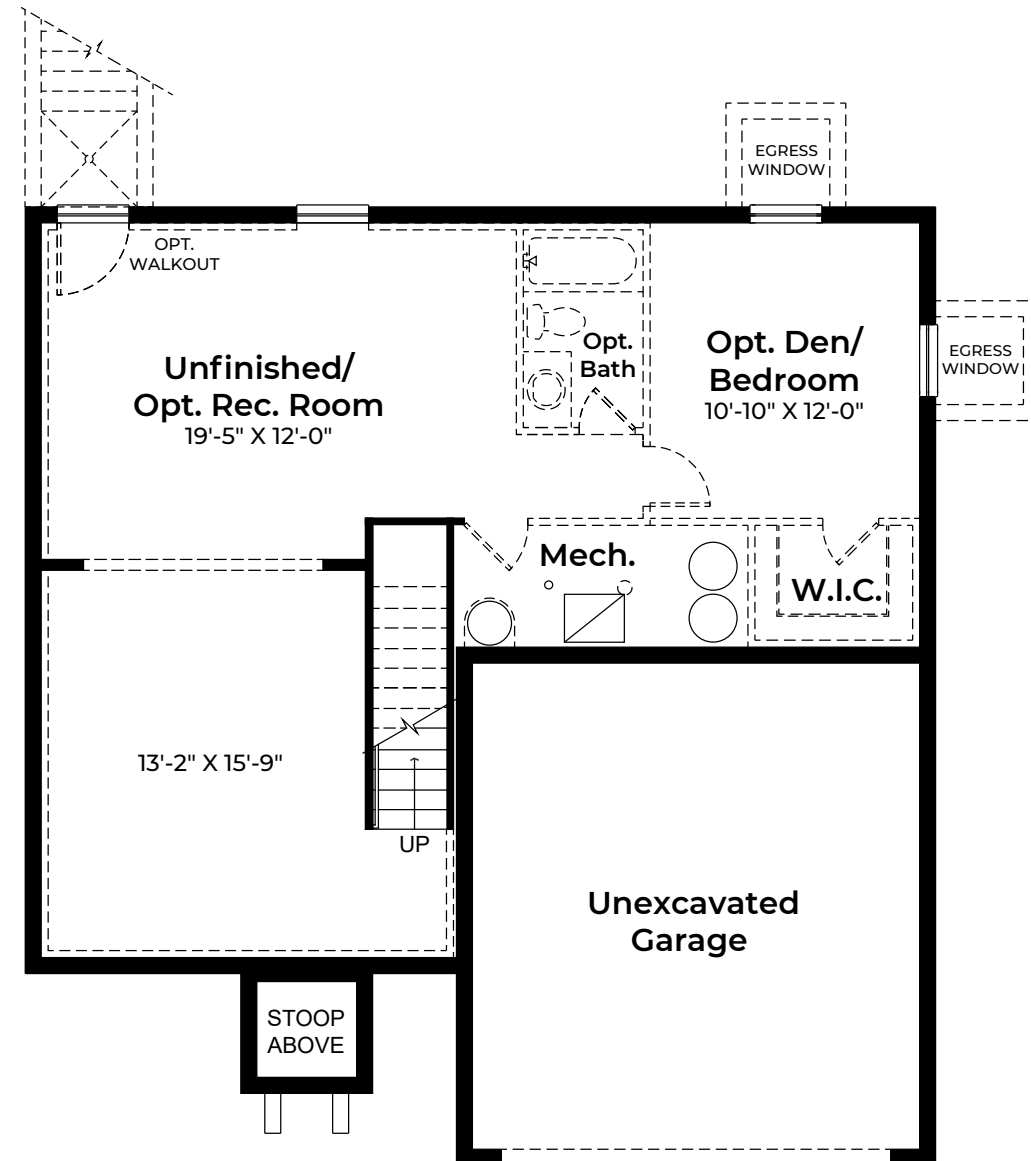 EGRESS
WINDOW
OPT.
WALKOUT
Unfinished/
Opt. Rec. Room
19'-5" X 12'-0"
Opt.
Bath
Opt. Den/
Bedroom
10'-10" X 12'-0"
EGRESS
WINDOW
Mech.
W.I.C.
13'-2" X 15'-9"
UP
Unexcavated
Garage
STOOP
ABOVE